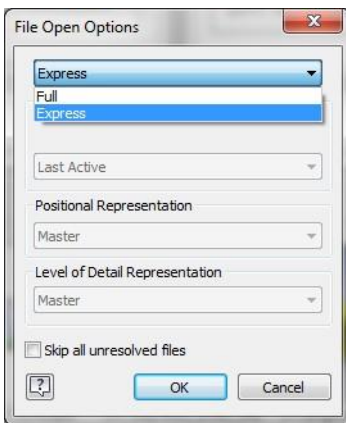 File Open Options
Express
Full
Express
Last Active
Positional Representation
Master
Level of Detail Representation
Master
Skip all unresolved files
?
OK Cancel